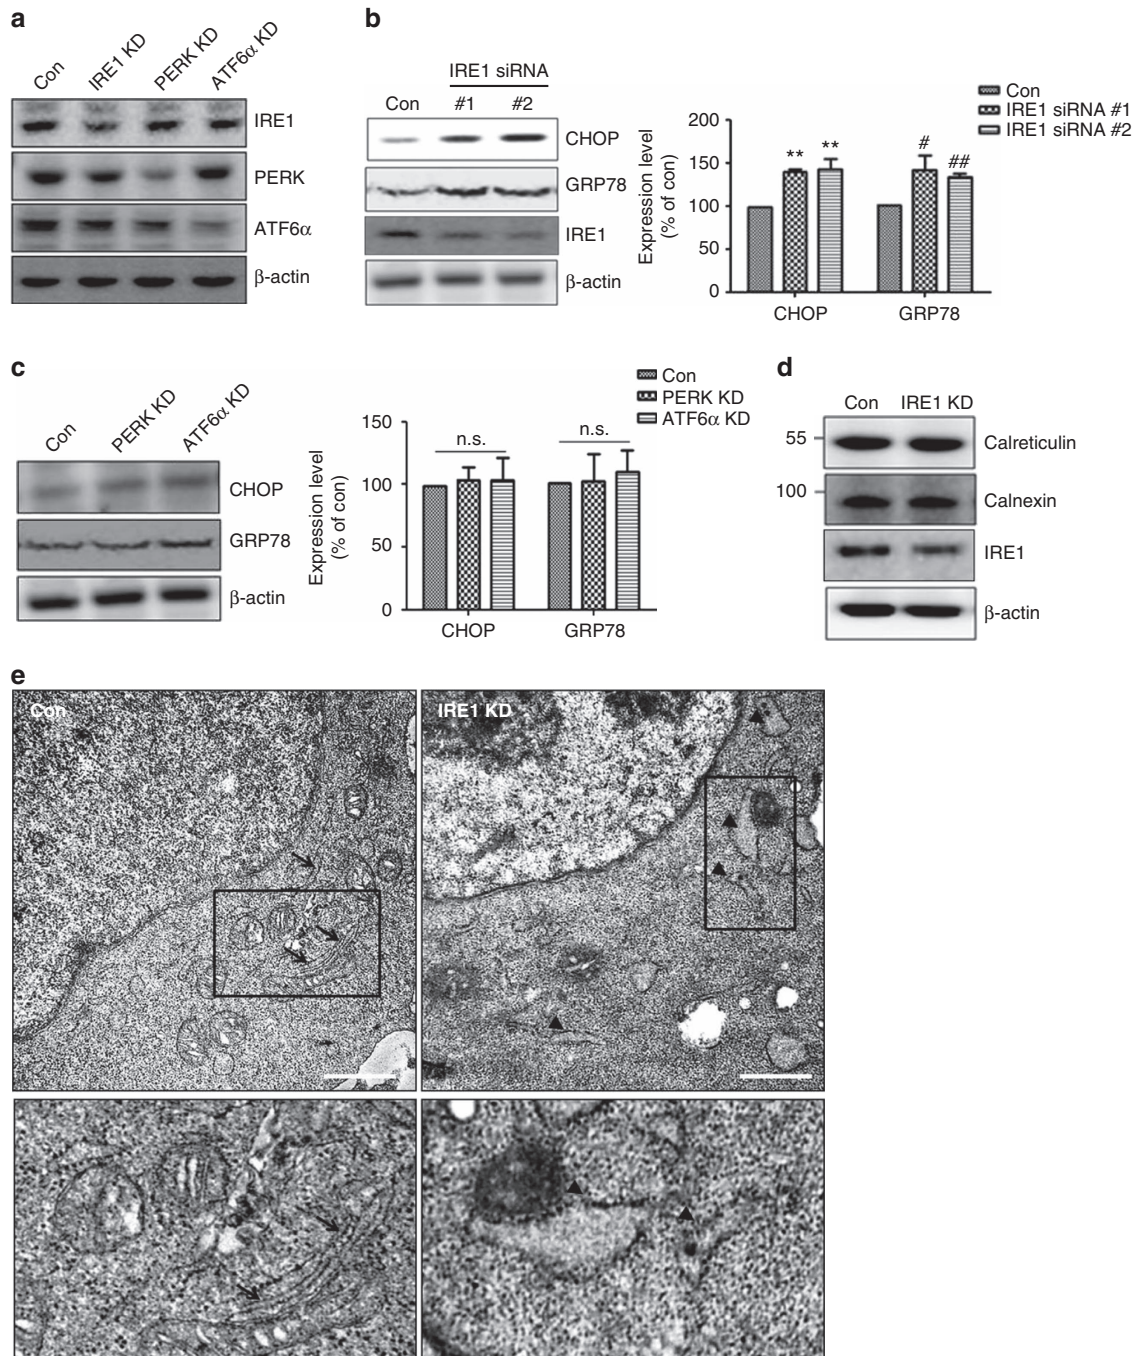 a
Con
IRE1 KD
PERK KD
ATF6α KD
IRE1
PERK
ATF6α
β-actin
b
IRE1 siRNA
Con #1 #2
CHOP
GRP78
IRE1
β-actin
Con
IRE1 siRNA #1
IRE1 siRNA #2
Expression level
(% of con)
200
150
100
50
0
** ** # ##
CHOP GRP78
c
Con
PERK KD
ATF6α KD
CHOP
GRP78
β-actin
Con
PERK KD
ATF6α KD
Expression level
(% of con)
150
100
50
0
n.s. n.s.
CHOP GRP78
d
Con IRE1 KD
55
100
Calreticulin
Calnexin
IRE1
β-actin
e
Con
IRE1 KD